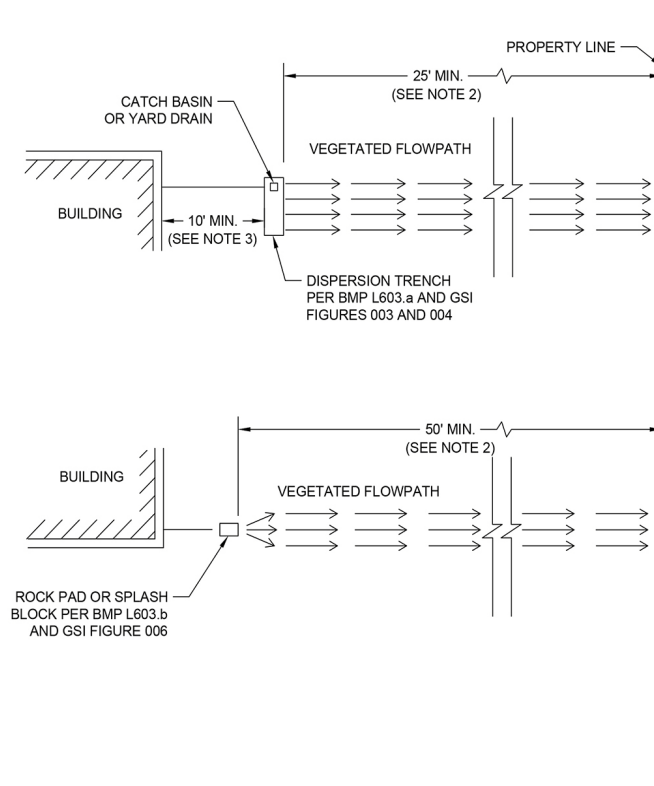 PROPERTY LINE
25' MIN.
(SEE NOTE 2)
CATCH BASIN
OR YARD DRAIN
VEGETATED FLOWPATH
BUILDING
10' MIN.
(SEE NOTE 3)
DISPERSION TRENCH
PER BMP L603.a AND GSI
FIGURES 003 AND 004
50' MIN.
(SEE NOTE 2)
BUILDING
VEGETATED FLOWPATH
ROCK PAD OR SPLASH
BLOCK PER BMP L603.b
AND GSI FIGURE 006